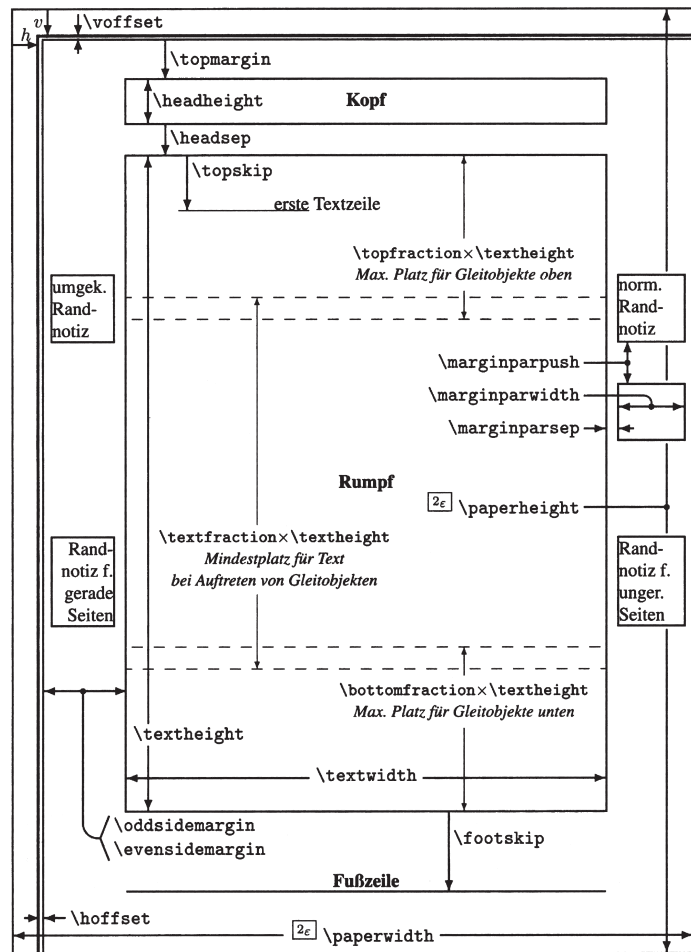 v \voffset
h
\topmargin
\headheight Kopf
\headsep
\topskip
erste Textzeile
\topfraction×\textheight
Max. Platz für Gleitobjekte oben
umgek.
Rand-
notiz
norm.
Rand-
notiz
\marginparpush
\marginparwidth
\marginparsep
Rumpf
2ε \paperheight
\textfraction×\textheight
Mindestplatz für Text
bei Auftreten von Gleitobjekten
Rand-
notiz f.
gerade
Seiten
Rand-
notiz f.
unger.
Seiten
\bottomfraction×\textheight
Max. Platz für Gleitobjekte unten
\textheight
\textwidth
\oddsidemargin
\evensidemargin
\footskip
Fußzeile
\hoffset
2ε \paperwidth